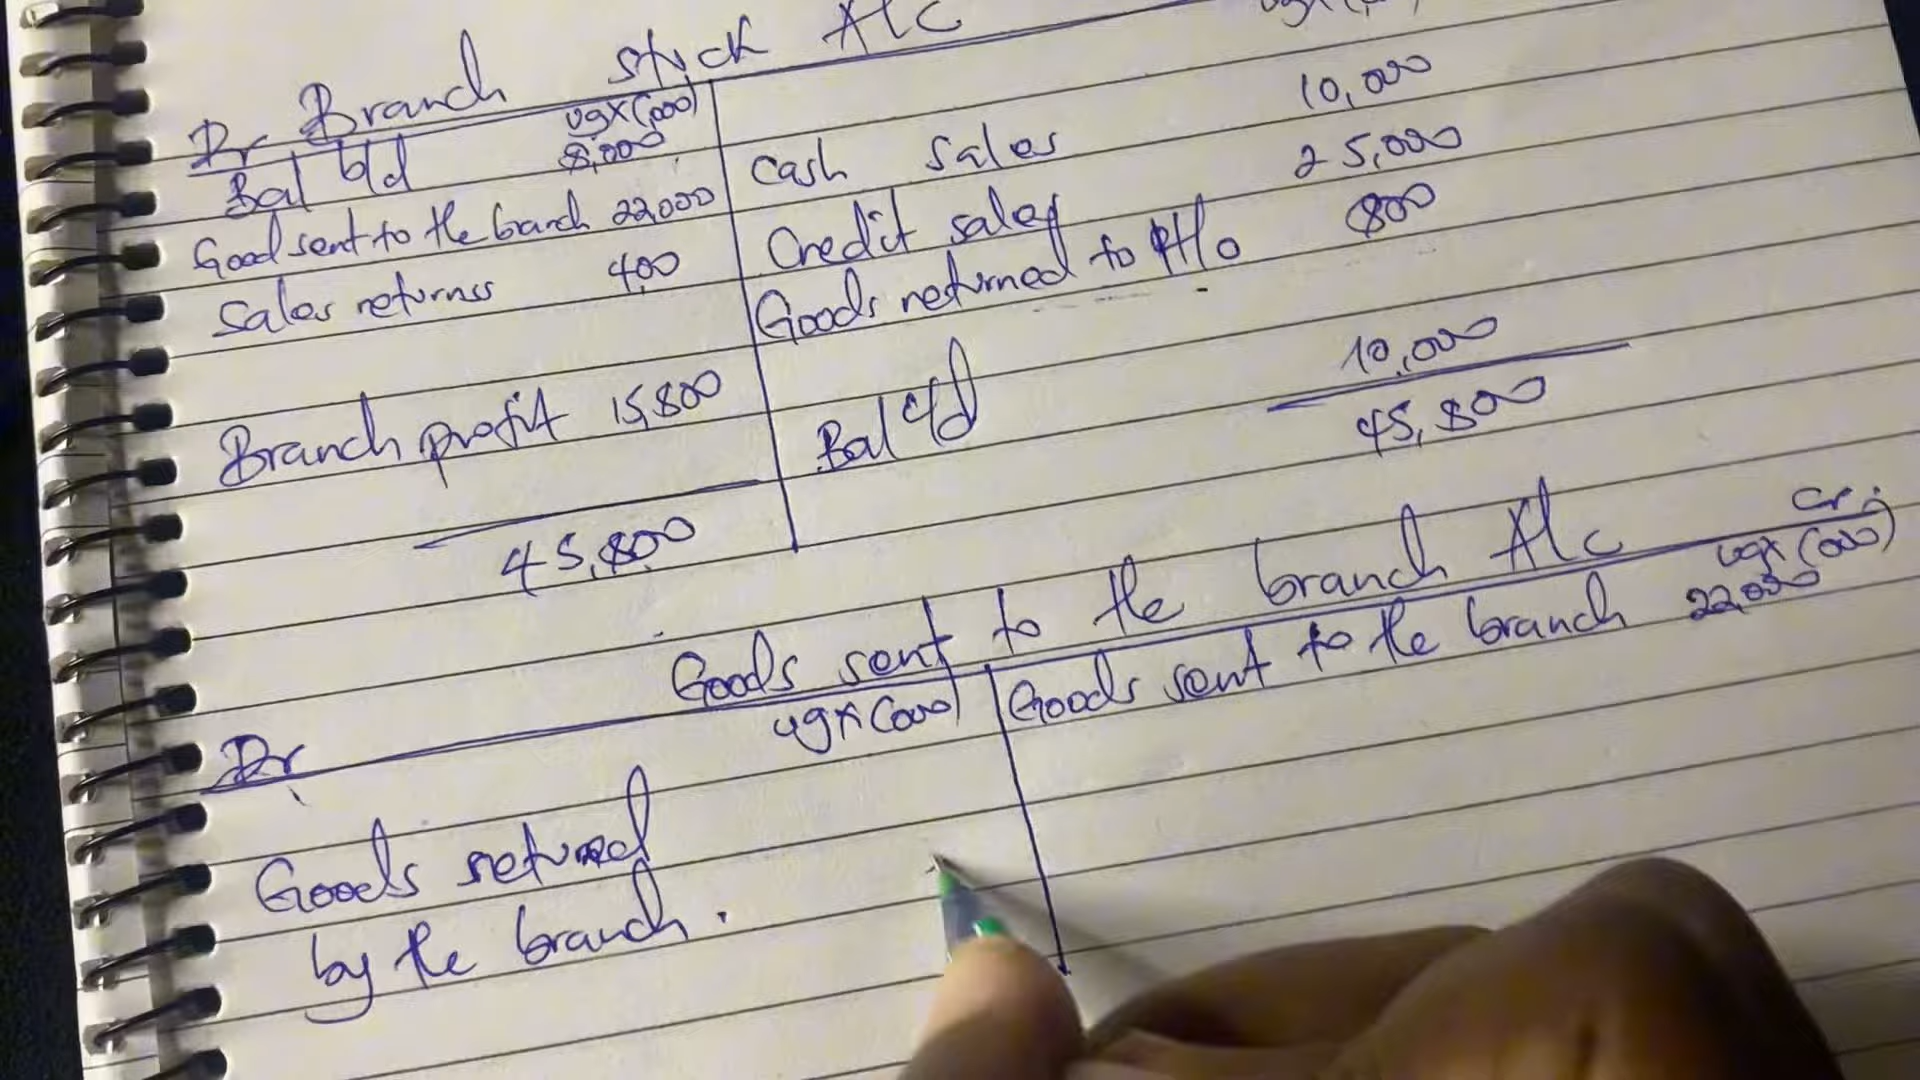 Dr Branch stock A/c
ugx(,000)
Bal b/d 8,000
Good sent to the branch 22,000
Sales returns 400
Branch profit 15,800
45,800
Cash sales 10,000
Credit sales 25,000
Goods returned to H/o 800
Bal c/d 10,000
45,800
Goods sent to the branch A/c Cr.
Dr ugx(000)
ugx(000)
Goods sent to the branch 22,000
Goods returned
by the branch.